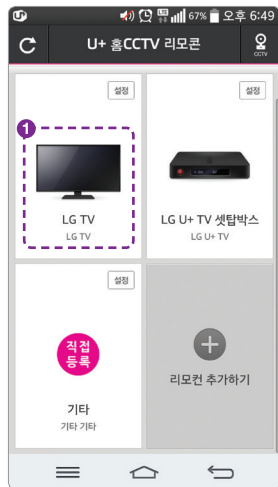 U+ LTE 67% 오후 6:49
U+ 홈CCTV 리모콘
CCTV
설정
1
LG TV
LG TV
설정
LG U+ TV 셋탑박스
LG U+ TV
설정
직접
등록
기타
기타 기타
리모컨 추가하기